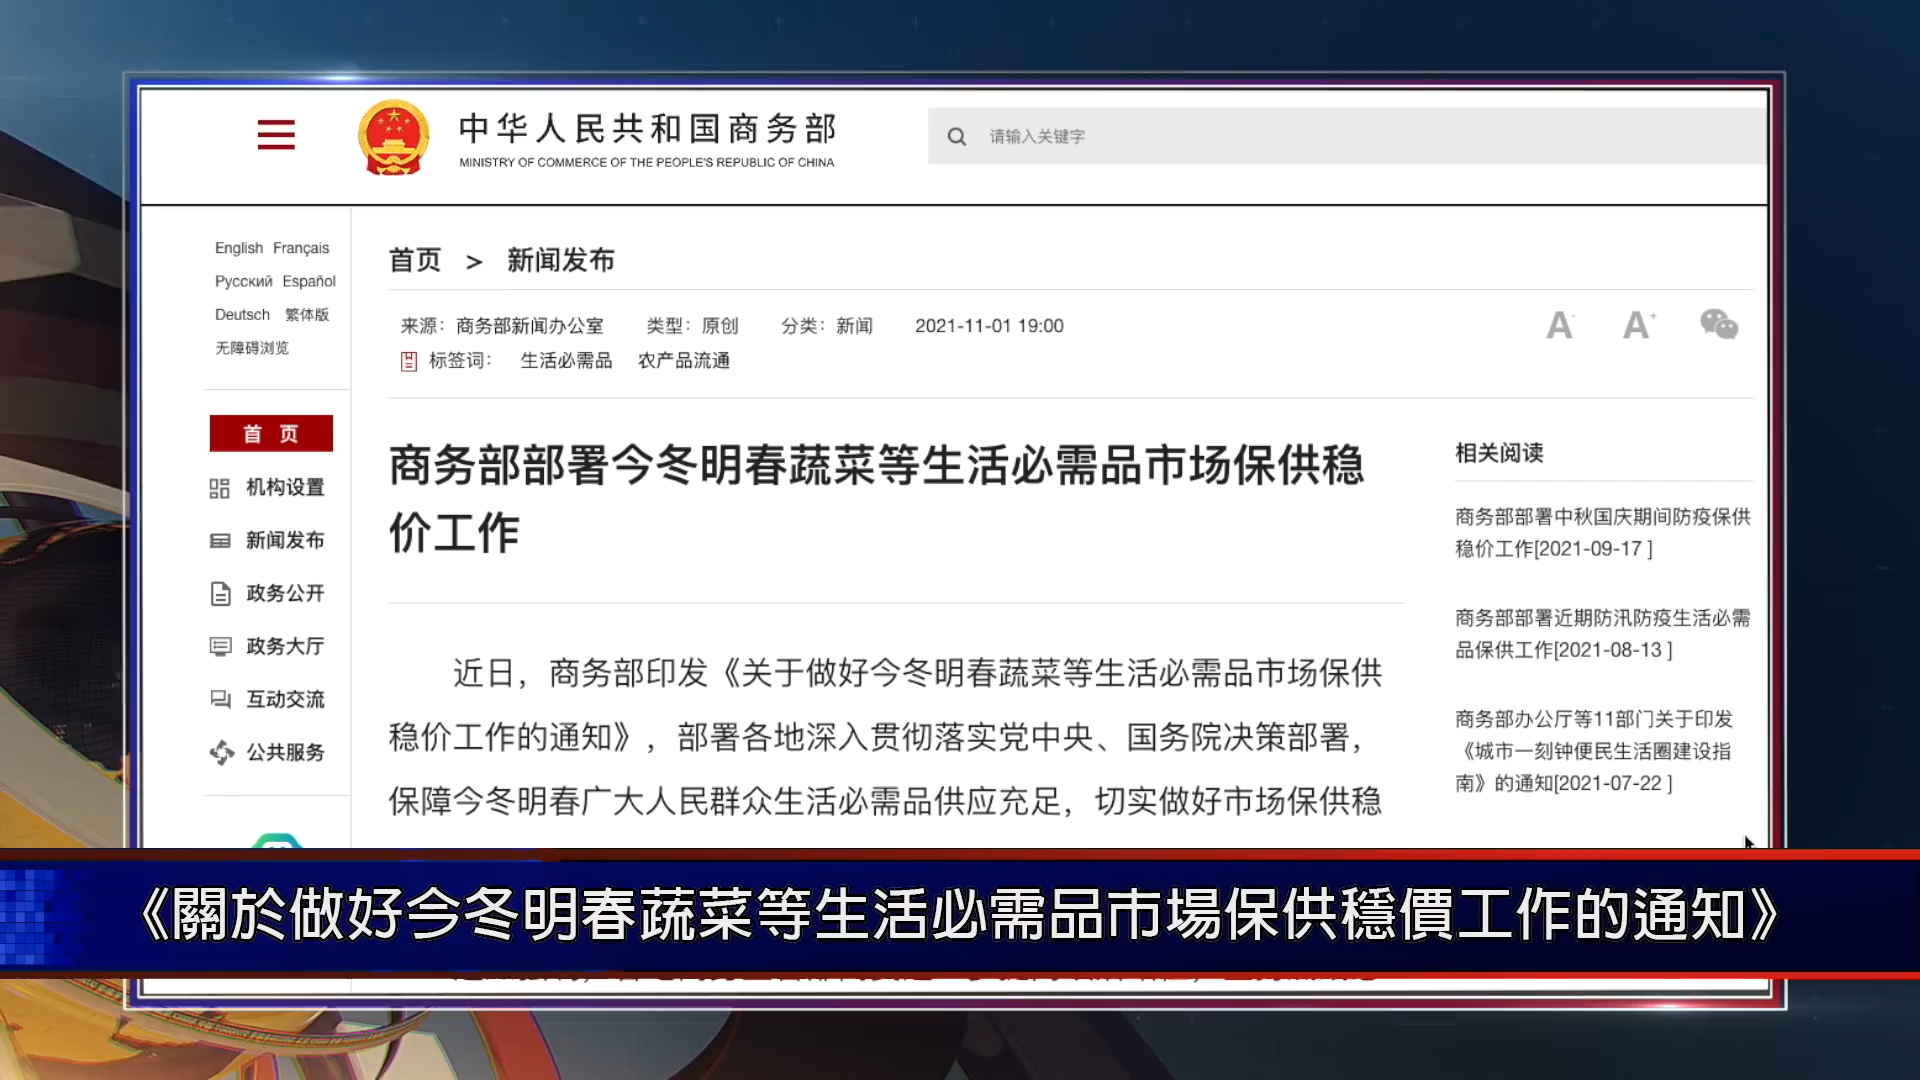 中华人民共和国商务部
MINISTRY OF COMMERCE OF THE PEOPLE'S REPUBLIC OF CHINA
请输入关键字
English Français
Русский Español
Deutsch 繁体版
无障碍浏览
首页
机构设置
新闻发布
政务公开
政务大厅
互动交流
公共服务
首页 > 新闻发布
来源：商务部新闻办公室 类型：原创 分类：新闻 2021-11-01 19:00
标签词： 生活必需品 农产品流通
A- A+
商务部部署今冬明春蔬菜等生活必需品市场保供稳
价工作
近日，商务部印发《关于做好今冬明春蔬菜等生活必需品市场保供
稳价工作的通知》，部署各地深入贯彻落实党中央、国务院决策部署，
保障今冬明春广大人民群众生活必需品供应充足，切实做好市场保供稳
相关阅读
商务部部署中秋国庆期间防疫保供
稳价工作[2021-09-17 ]
商务部部署近期防汛防疫生活必需
品保供工作[2021-08-13 ]
商务部办公厅等11部门关于印发
《城市一刻钟便民生活圈建设指
南》的通知[2021-07-22 ]
《關於做好今冬明春蔬菜等生活必需品市場保供穩價工作的通知》